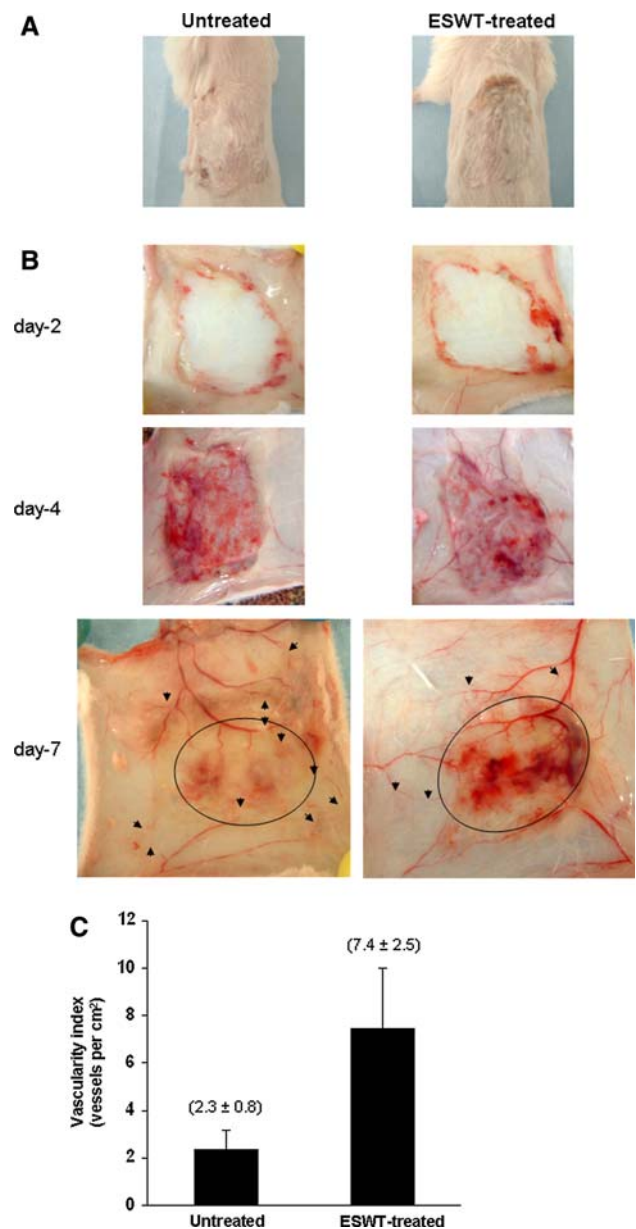 A
Untreated
ESWT-treated
B
day-2
day-4
day-7
C
Vascularity index
(vessels per cm²)
12
10
8
6
4
2
0
(2.3 ± 0.8)
(7.4 ± 2.5)
Untreated
ESWT-treated